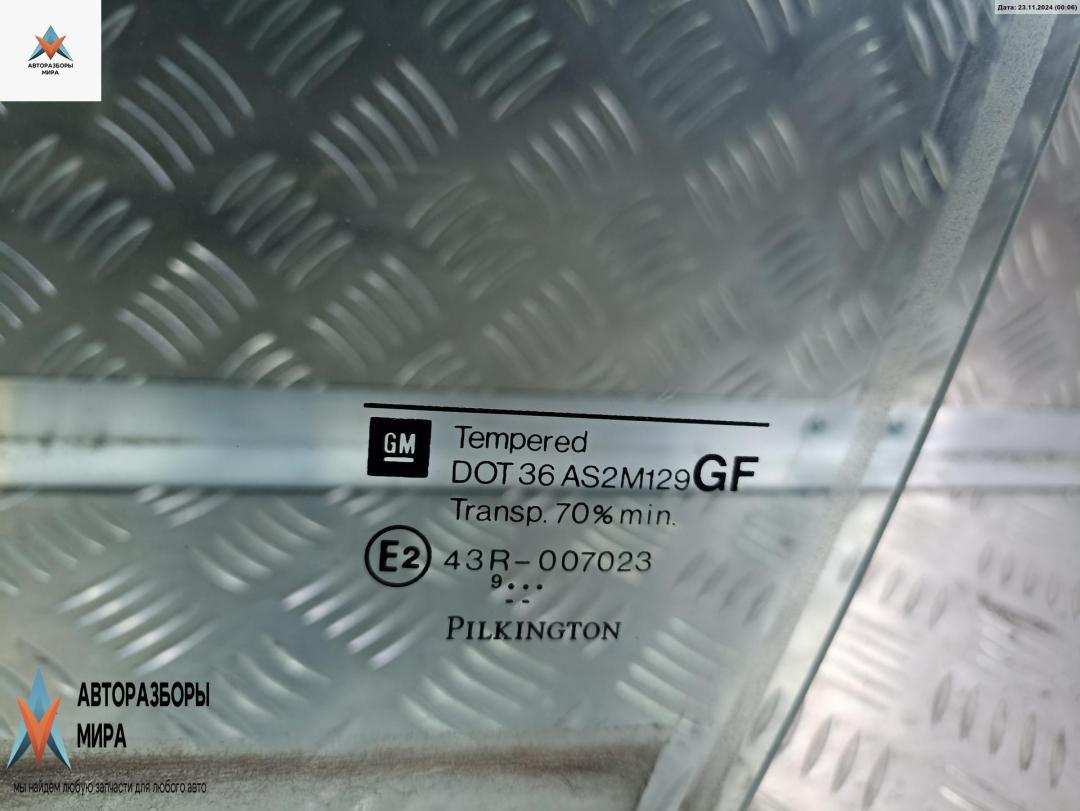 Дата: 23.11.2024 (00:06)
АВТОРАЗБОРЫ
МИРА
GM
Tempered
DOT 36 AS2M129GF
Transp. 70% min.
E2 43R-007023
9...
--
PILKINGTON
АВТОРАЗБОРЫ
МИРА
мы найдем любую запчасти для любого авто